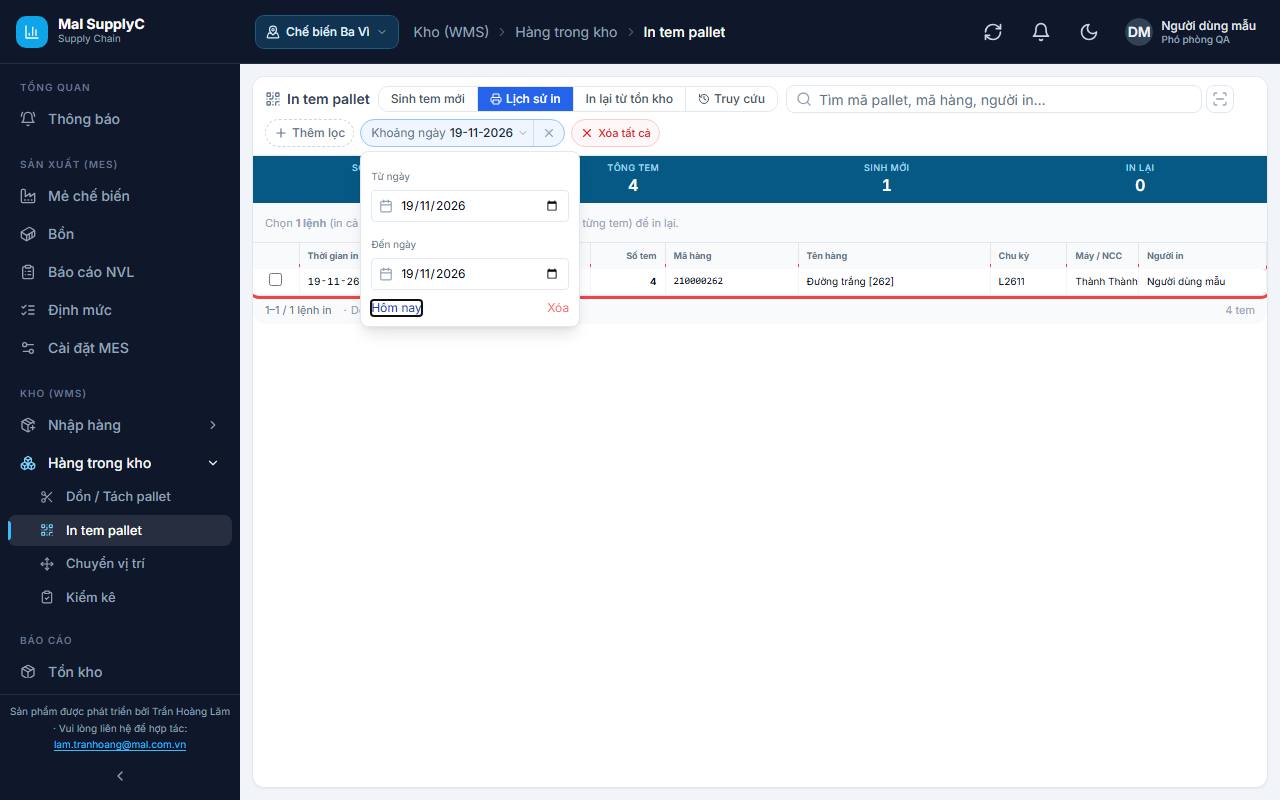 Mal SupplyC
Supply Chain
Chế biến Ba Vì
Kho (WMS) > Hàng trong kho > In tem pallet
DM
Người dùng mẫu
Phó phòng QA
TỔNG QUAN
Thông báo
SẢN XUẤT (MES)
Mẻ chế biến
Bồn
Báo cáo NVL
Định mức
Cài đặt MES
KHO (WMS)
Nhập hàng
Hàng trong kho
Dồn / Tách pallet
In tem pallet
Chuyển vị trí
Kiểm kê
BÁO CÁO
Tồn kho
Sản phẩm được phát triển bởi Trần Hoàng Lâm
· Vui lòng liên hệ để hợp tác:
lam.tranhoang@mal.com.vn
In tem pallet
Sinh tem mới
Lịch sử in
In lại từ tồn kho
Truy cứu
Tìm mã pallet, mã hàng, người in...
Thêm lọc
Khoảng ngày 19-11-2026
Xóa tất cả
TỔNG TEM
4
SINH MỚI
1
IN LẠI
0
Từ ngày
19/11/2026
Đến ngày
19/11/2026
Hôm nay
Xóa
Chọn 1 lệnh (in cả
từng tem) để in lại.
Thời gian in
Số tem
Mã hàng
Tên hàng
Chu kỳ
Máy / NCC
Người in
19-11-26
4
210000262
Đường trắng [262]
L2611
Thành Thành
Người dùng mẫu
1–1 / 1 lệnh in
4 tem